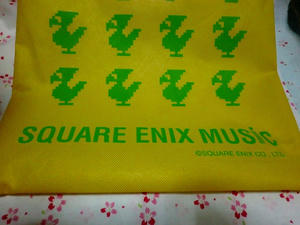 SQUARE ENIX MUSiC
©SQUARE ENIX CO., LTD.